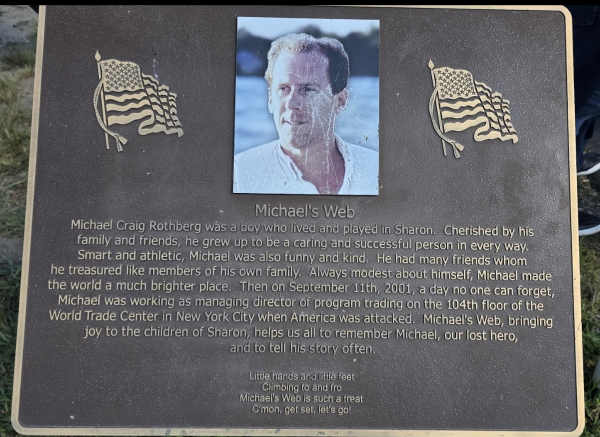 Michael's Web
Michael Craig Rothberg was a boy who lived and played in Sharon. Cherished by his
family and friends, he grew up to be a caring and successful person in every way.
Smart and athletic, Michael was also funny and kind. He had many friends whom
he treasured like members of his own family. Always modest about himself, Michael made
the world a much brighter place. Then on September 11th, 2001, a day no one can forget,
Michael was working as managing director of program trading on the 104th floor of the
World Trade Center in New York City when America was attacked. Michael's Web, bringing
joy to the children of Sharon, helps us all to remember Michael, our lost hero,
and to tell his story often.
Little hands and little feet
Climbing to and fro
Michael's Web is such a treat
C'mon, get set, let's go!